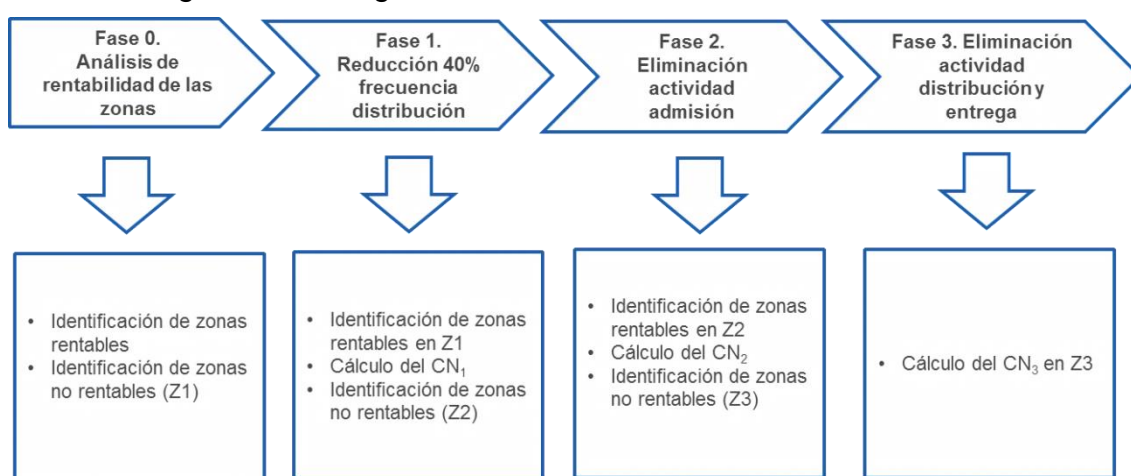 Fase 0.
Análisis de
rentabilidad de las
zonas
Fase 1.
Reducción 40%
frecuencia
distribución
Fase 2.
Eliminación
actividad
admisión
Fase 3. Eliminación
actividad
distribución y
entrega
• Identificación de zonas
rentables
• Identificación de zonas
no rentables (Z1)
• Identificación de zonas
rentables en Z1
• Cálculo del CN₁
• Identificación de zonas
no rentables (Z2)
• Identificación de zonas
rentables en Z2
• Cálculo del CN₂
• Identificación de zonas
no rentables (Z3)
• Cálculo del CN₃ en Z3